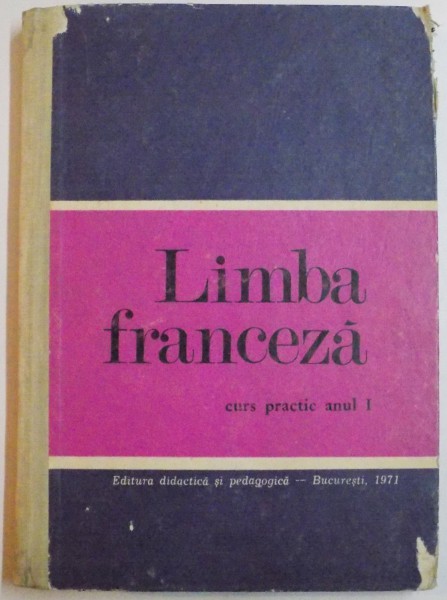 Limba
franceză
curs practic anul I
Editura didactică și pedagogică — București, 1971